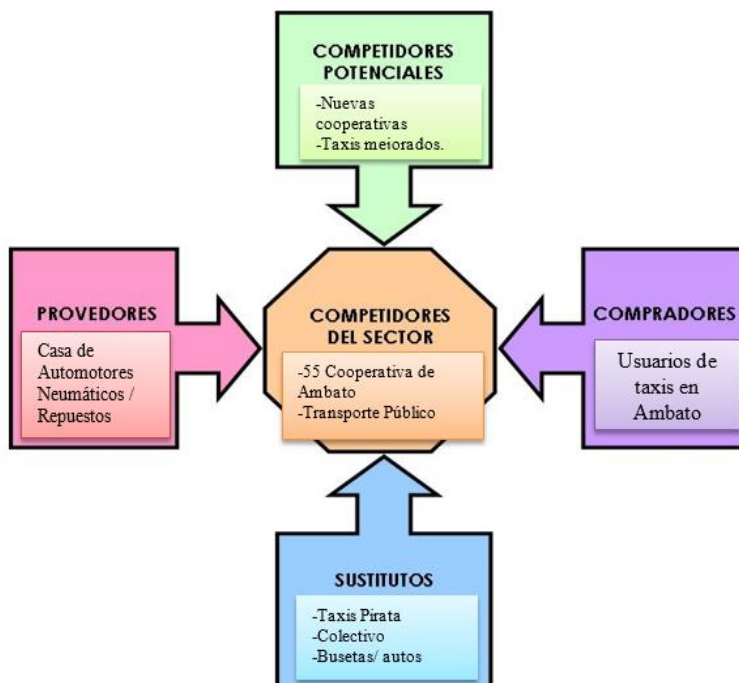 COMPETIDORES
POTENCIALES
-Nuevas
cooperativas
-Taxis meiorados.
PROVEDORES
Casa de
Automotores
Neumáticos /
Repuestos
COMPETIDORES
DEL SECTOR
-55 Cooperativa de
Ambato
-Transporte Público
COMPRADORES
Usuarios de
taxis en
Ambato
SUSTITUTOS
-Taxis Pirata
-Colectivo
-Busetas/ autos